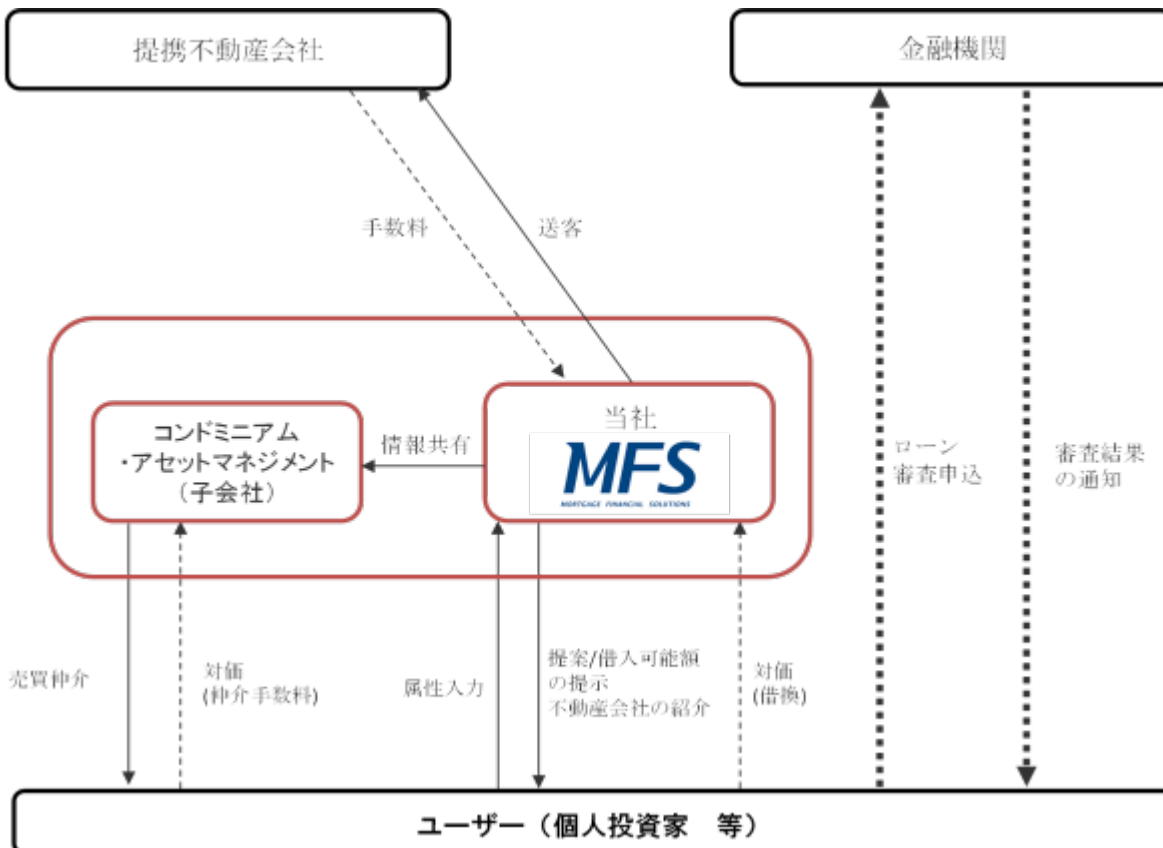 提携不動産会社
金融機関
手数料
送客
コンドミニアム
・アセットマネジメント
（子会社）
情報共有
当社
MFS
MORTGAGE FINANCIAL SOLUTIONS
ローン
審査申込
審査結果
の通知
売買仲介
対価
(仲介手数料)
属性入力
提案/借入可能額
の提示
不動産会社の紹介
対価
(借換)
ユーザー（個人投資家　等）